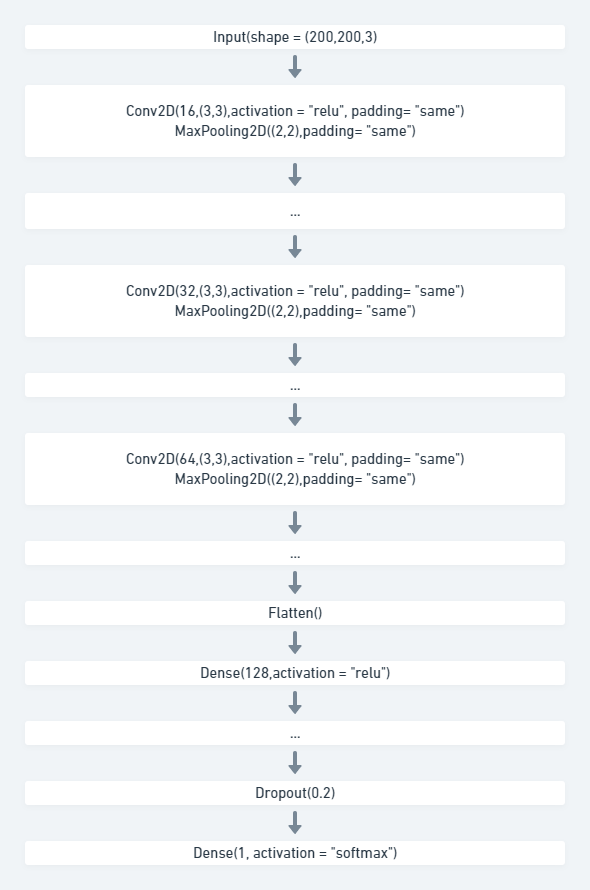 Input(shape = (200,200,3)
Conv2D(16,(3,3),activation = "relu", padding= "same")
MaxPooling2D((2,2),padding= "same")
...
Conv2D(32,(3,3),activation = "relu", padding= "same")
MaxPooling2D((2,2),padding= "same")
...
Conv2D(64,(3,3),activation = "relu", padding= "same")
MaxPooling2D((2,2),padding= "same")
...
Flatten()
Dense(128,activation = "relu")
...
Dropout(0.2)
Dense(1, activation = "softmax")